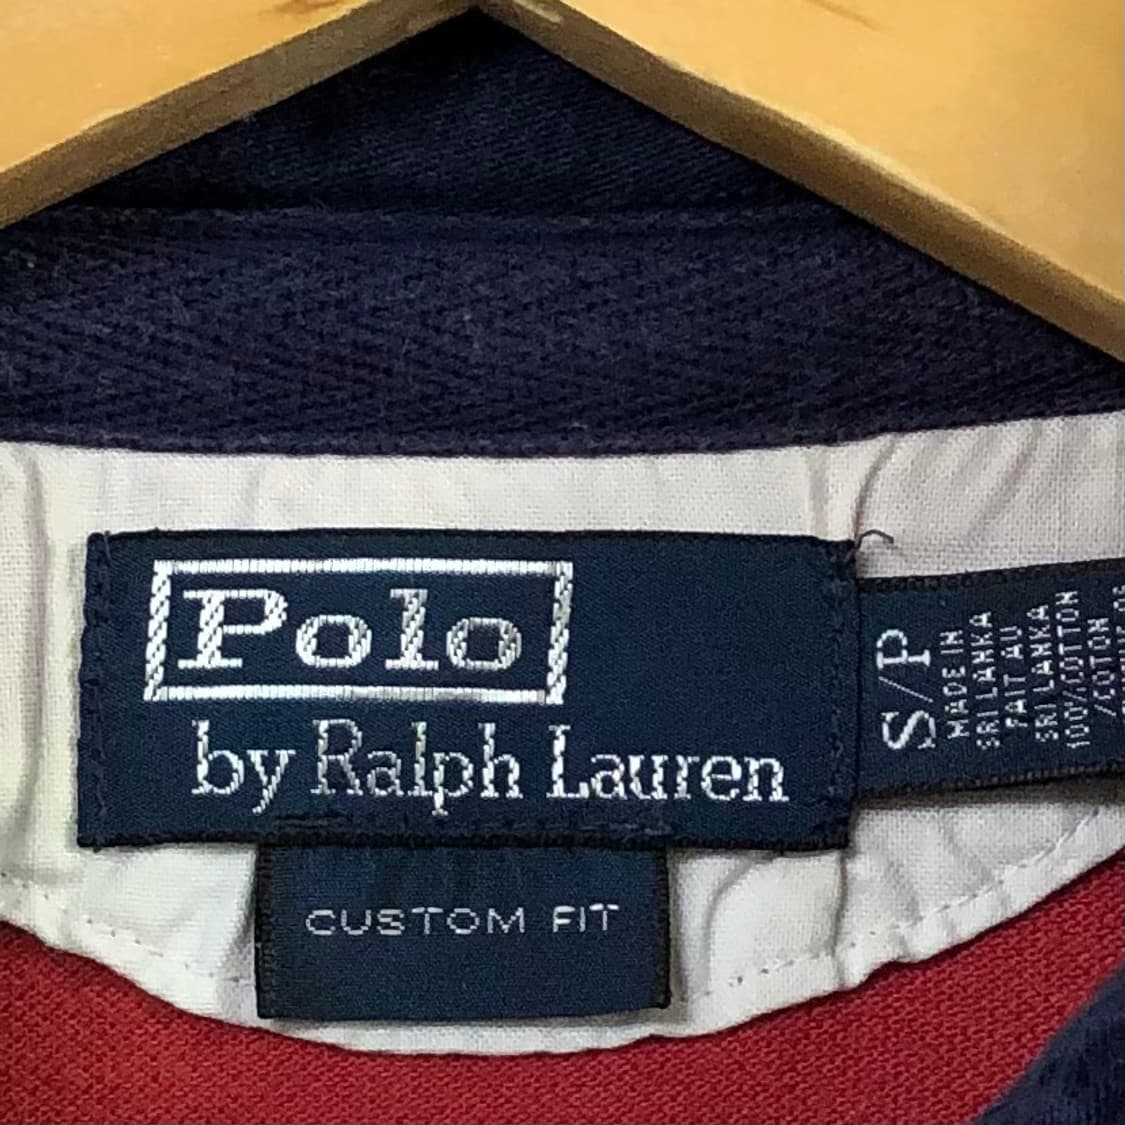 Polo
by Ralph Lauren
CUSTOM FIT
S/P
MADE IN
SRI LANKA
FAIT AU
SRI LANKA
100% COTTON
/COTON